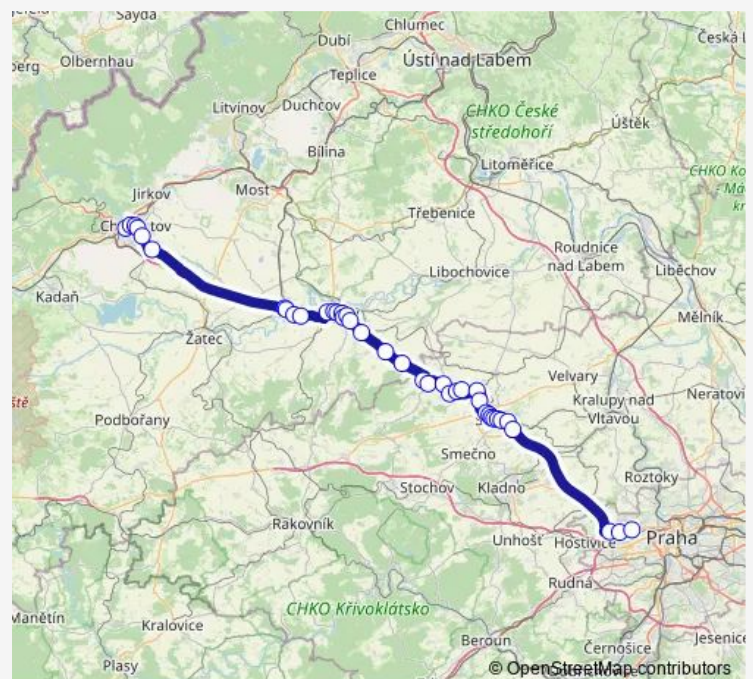 Sayda
Chlumec
Olbernhau
Dubí
Ústí nad Labem
Česká L
Teplice
Litvínov
Duchcov
CHKO České
středohoří
Úštěk
Bílina
Litoměřice
Jirkov
Most
CHKO Ko
Třebenice
Roudnice
nad Labem
Libochovice
Liběchov
Kadaň
Mělník
Žatec
Velvary
Kralupy nad
Vltavou
Neratovi
Podbořany
Smečno
Stochov
Kladno
Roztoky
Rakovník
Unhošť
Hostivice
Praha
Rudná
CHKO Křivoklátsko
Manětín
Kralovice
Beroun
Jesenice
Černošice
Plasy
© OpenStreetMap contributors